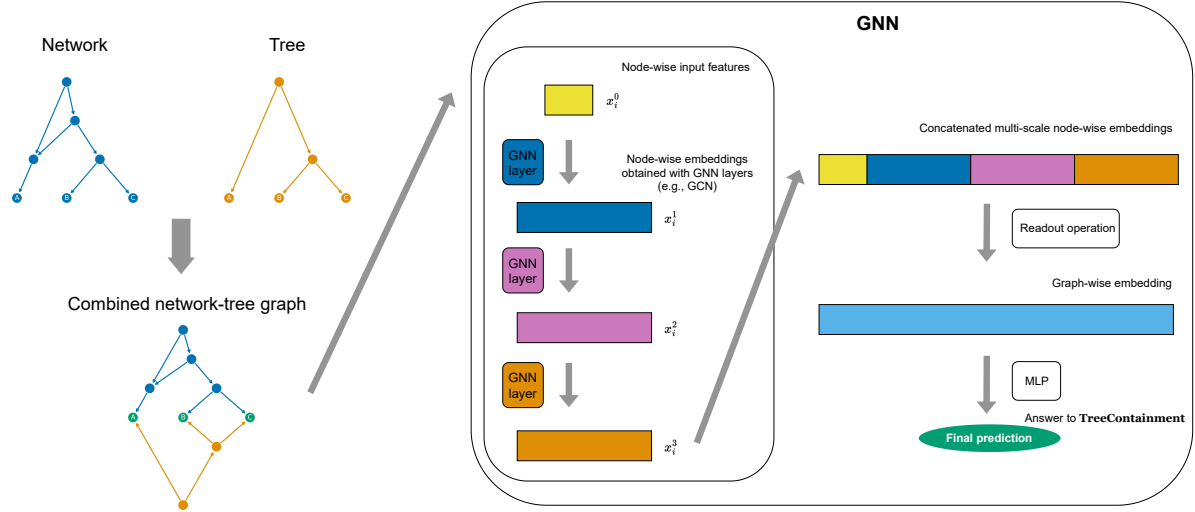 Network
Tree
A
B
C
A
B
C
Combined network-tree graph
A
B
C
GNN
Node-wise input features
x_i^0
GNN
layer
Node-wise embeddings
obtained with GNN layers
(e.g., GCN)
x_i^1
GNN
layer
x_i^2
GNN
layer
x_i^3
Concatenated multi-scale node-wise embeddings
Readout operation
Graph-wise embedding
MLP
Answer to TreeContainment
Final prediction